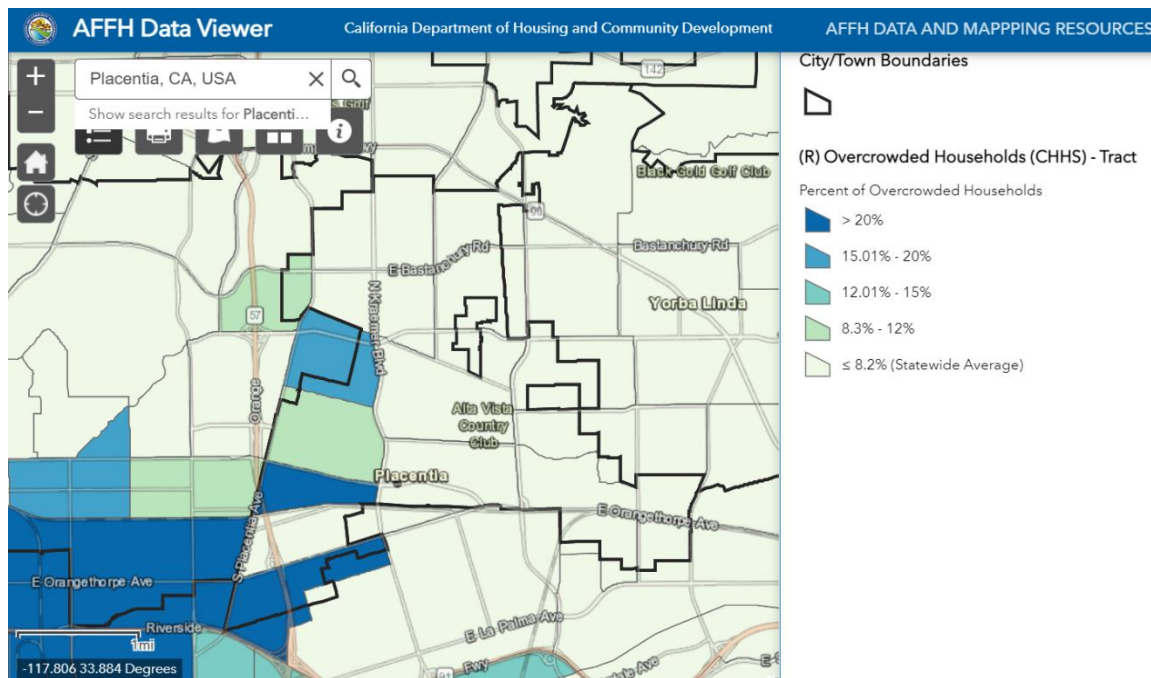 AFFH Data Viewer
California Department of Housing and Community Development
AFFH DATA AND MAPPPING RESOURCES
+
−
Placentia, CA, USA
Show search results for Placenti...
142
Black Gold Golf Club
90
Bastanchury Rd
E Bastanchury Rd
N Kraemer Blvd
Yorba Linda
57
Orange
Alta Vista
Country
Club
Placentia
S Placentia Ave
E Orangethorpe Ave
E Orangethorpe Ave
Riverside
1mi
E La Palma Ave
Fwy
91
-117.806 33.884 Degrees
City/Town Boundaries
(R) Overcrowded Households (CHHS) - Tract
Percent of Overcrowded Households
> 20%
15.01% - 20%
12.01% - 15%
8.3% - 12%
≤ 8.2% (Statewide Average)